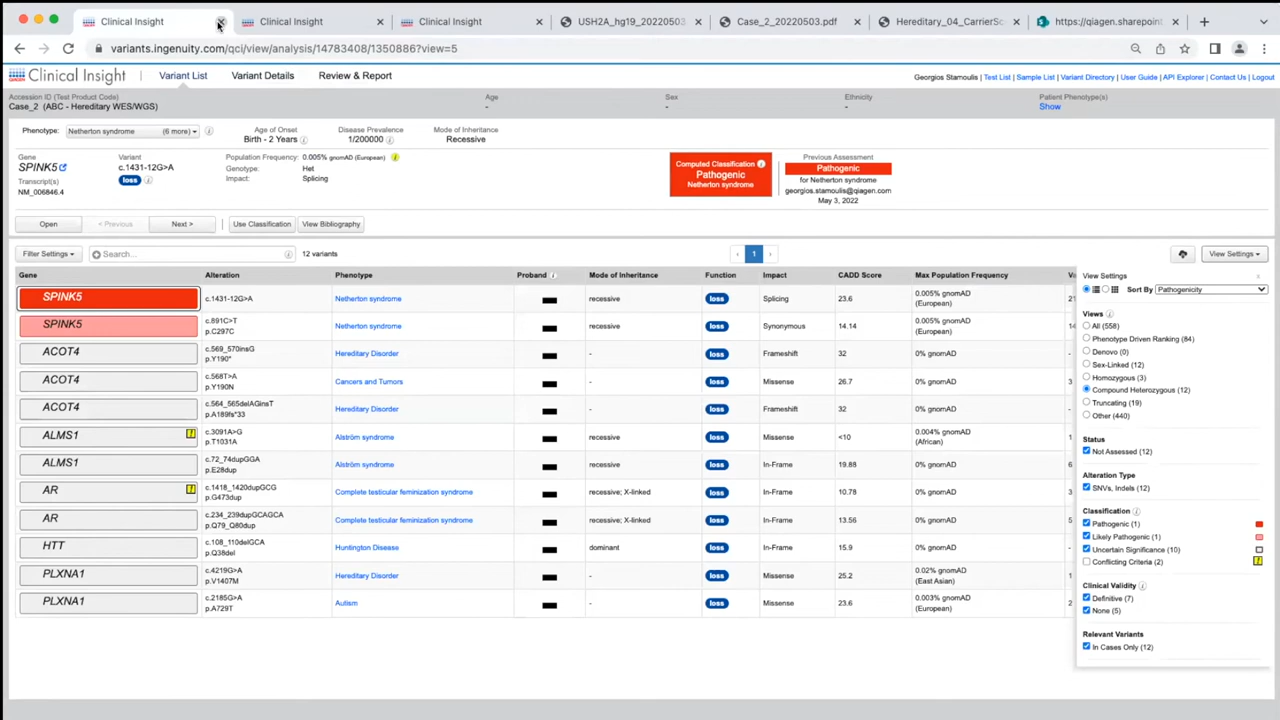 Clinical Insight
Clinical Insight
Clinical Insight
USH2A_hg19_20220503.
Case_2_20220503.pdf
Hereditary_04_CarrierSc
https://qiagen.sharepoint.
variants.ingenuity.com/qci/view/analysis/14783408/1350886?view=5
Clinical Insight Variant List Variant Details Review & Report
Georgios Stamoulis | Test List | Sample List | Variant Directory | User Guide | API Explorer | Contact Us | Logout
Accession ID (Test Product Code) Age Sex Ethnicity Patient Phenotype(s)
Case_2 (ABC - Hereditary WES/WGS) - - - Show
Phenotype: Netherton syndrome (6 more) Age of Onset Disease Prevalence Mode of Inheritance
Birth - 2 Years 1/200000 Recessive
Gene Variant Population Frequency: 0.005% gnomAD (European)
SPINK5 c.1431-12G>A Genotype: Het
loss Impact: Splicing
Transcript(s)
NM_006846.4
Computed Classification
Pathogenic
Netherton syndrome
Previous Assessment
Pathogenic
for Netherton syndrome
georgios.stamoulis@qiagen.com
May 3, 2022
Open < Previous Next > Use Classification View Bibliography
Filter Settings Search... 12 variants ‹ 1 › View Settings
Gene Alteration Phenotype Proband Mode of Inheritance Function Impact CADD Score Max Population Frequency
SPINK5 c.1431-12G>A Netherton syndrome recessive loss Splicing 23.6 0.005% gnomAD (European) 21
SPINK5 c.891C>T p.C297C Netherton syndrome recessive loss Synonymous 14.14 0.005% gnomAD (European) 14
ACOT4 c.569_570insG p.Y190* Hereditary Disorder - loss Frameshift 32 0% gnomAD -
ACOT4 c.568T>A p.Y190N Cancers and Tumors - loss Missense 26.7 0% gnomAD 3
ACOT4 c.564_565delAGinsT p.A189fs*33 Hereditary Disorder - loss Frameshift 32 0% gnomAD -
ALMS1 c.3091A>G p.T1031A Alström syndrome recessive loss Missense <10 0.004% gnomAD (African) 1
ALMS1 c.72_74dupGGA p.E28dup Alström syndrome recessive loss In-Frame 19.88 0% gnomAD 6
AR c.1418_1420dupGCG p.G473dup Complete testicular feminization syndrome recessive; X-linked loss In-Frame 10.78 0% gnomAD 3
AR c.234_239dupGCAGCA p.Q79_Q80dup Complete testicular feminization syndrome recessive; X-linked loss In-Frame 13.56 0% gnomAD 5
HTT c.108_110delGCA p.Q38del Huntington Disease dominant loss In-Frame 15.9 0% gnomAD -
PLXNA1 c.4219G>A p.V1407M Hereditary Disorder - loss Missense 25.2 0.02% gnomAD (East Asian) 1
PLXNA1 c.2185G>A p.A729T Autism - loss Missense 23.6 0.003% gnomAD (European) 2
View Settings
Sort By Pathogenicity
Views
All (558)
Phenotype Driven Ranking (84)
Denovo (0)
Sex-Linked (12)
Homozygous (3)
Compound Heterozygous (12)
Truncating (19)
Other (440)
Status
Not Assessed (12)
Alteration Type
SNVs, Indels (12)
Classification
Pathogenic (1)
Likely Pathogenic (1)
Uncertain Significance (10)
Conflicting Criteria (2)
Clinical Validity
Definitive (7)
None (5)
Relevant Variants
In Cases Only (12)